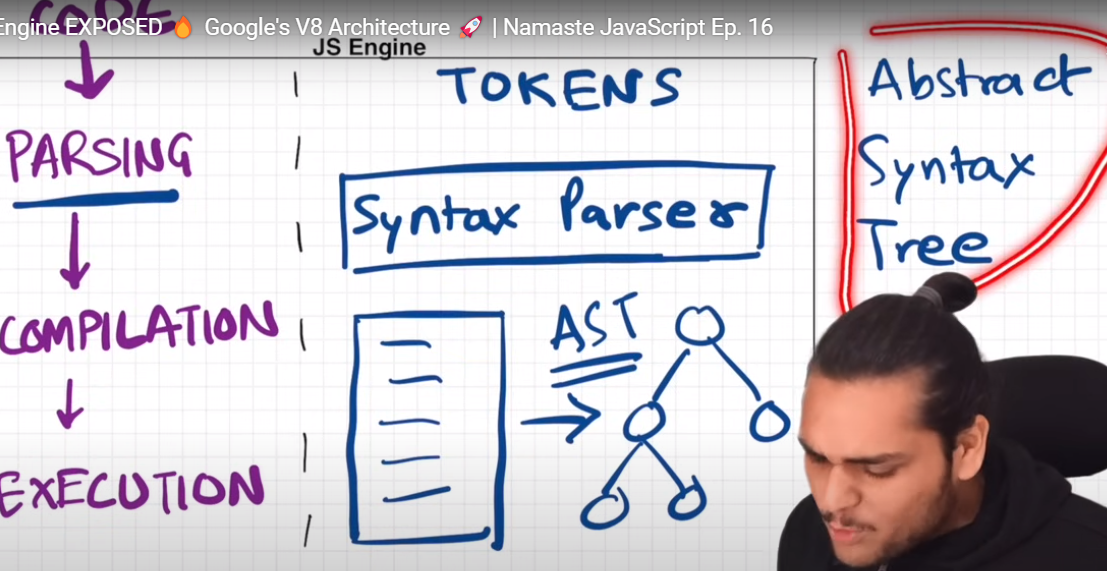 CODE
Engine EXPOSED 🔥 Google's V8 Architecture 🚀 | Namaste JavaScript Ep. 16
JS Engine
PARSING
COMPILATION
EXECUTION
TOKENS
Syntax Parser
AST
Abstract
Syntax
Tree